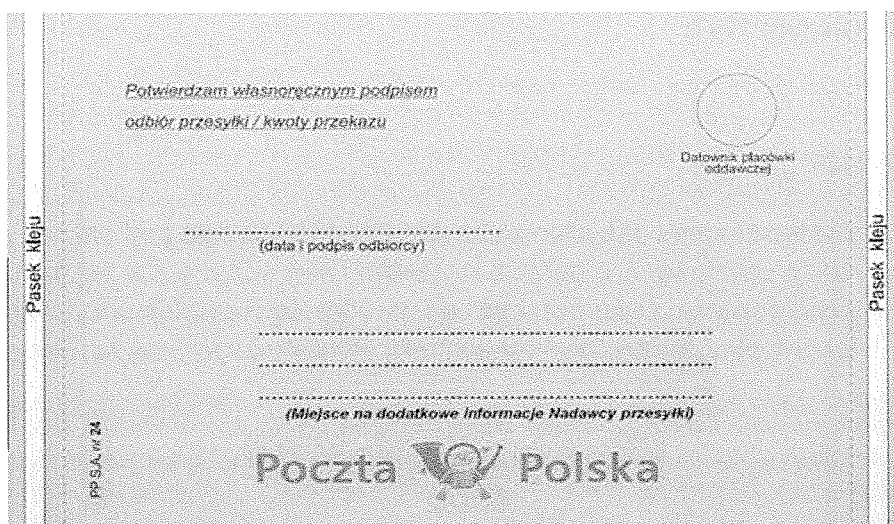 Potwierdzam własnoręcznym podpisem
odbiór przesyłki / kwoty przekazu
Datownik placówki
oddawczej
(data i podpis odbiorcy)
Pasek kleju
Pasek kleju
(Miejsce na dodatkowe informacje Nadawcy przesyłki)
PP S.A. nr 24
Poczta Polska